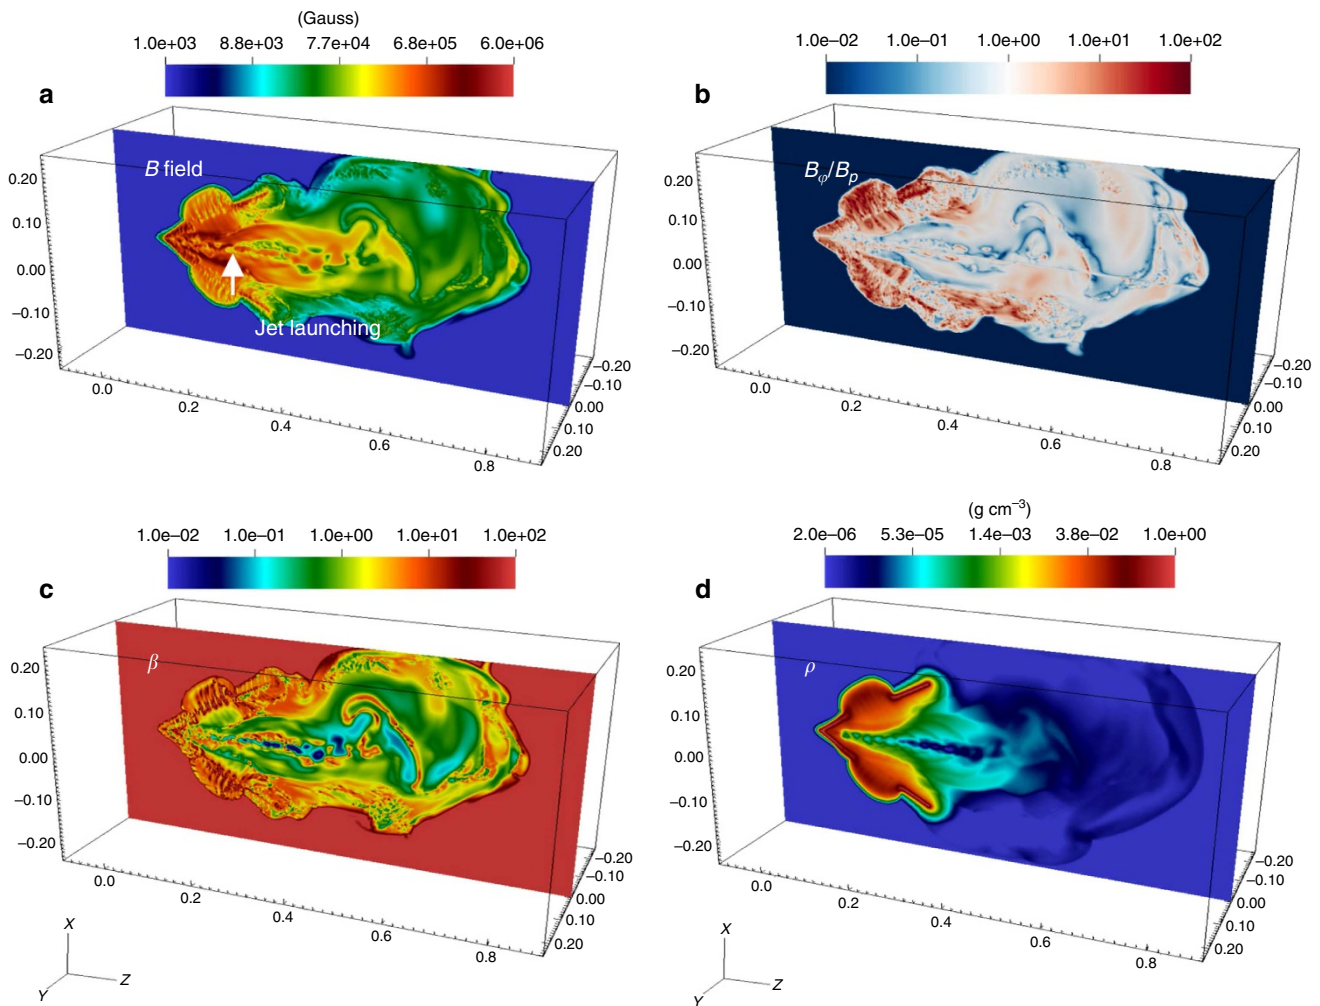 (Gauss)
1.0e+03 8.8e+03 7.7e+04 6.8e+05 6.0e+06
a
B field
Jet launching
0.20
0.10
0.00
−0.10
−0.20
0.0 0.2 0.4 0.6 0.8
−0.20
−0.10
0.00
0.10
0.20
1.0e−02 1.0e−01 1.0e+00 1.0e+01 1.0e+02
b
Bφ/Bp
0.20
0.10
0.00
−0.10
−0.20
0.0 0.2 0.4 0.6 0.8
−0.20
−0.10
0.00
0.10
0.20
1.0e−02 1.0e−01 1.0e+00 1.0e+01 1.0e+02
c
β
0.20
0.10
0.00
−0.10
−0.20
0.0 0.2 0.4 0.6 0.8
−0.20
−0.10
0.00
0.10
0.20
X
Y
Z
(g cm−3)
2.0e−06 5.3e−05 1.4e−03 3.8e−02 1.0e+00
d
ρ
0.20
0.10
0.00
−0.10
−0.20
0.0 0.2 0.4 0.6 0.8
−0.20
−0.10
0.00
0.10
0.20
X
Y
Z